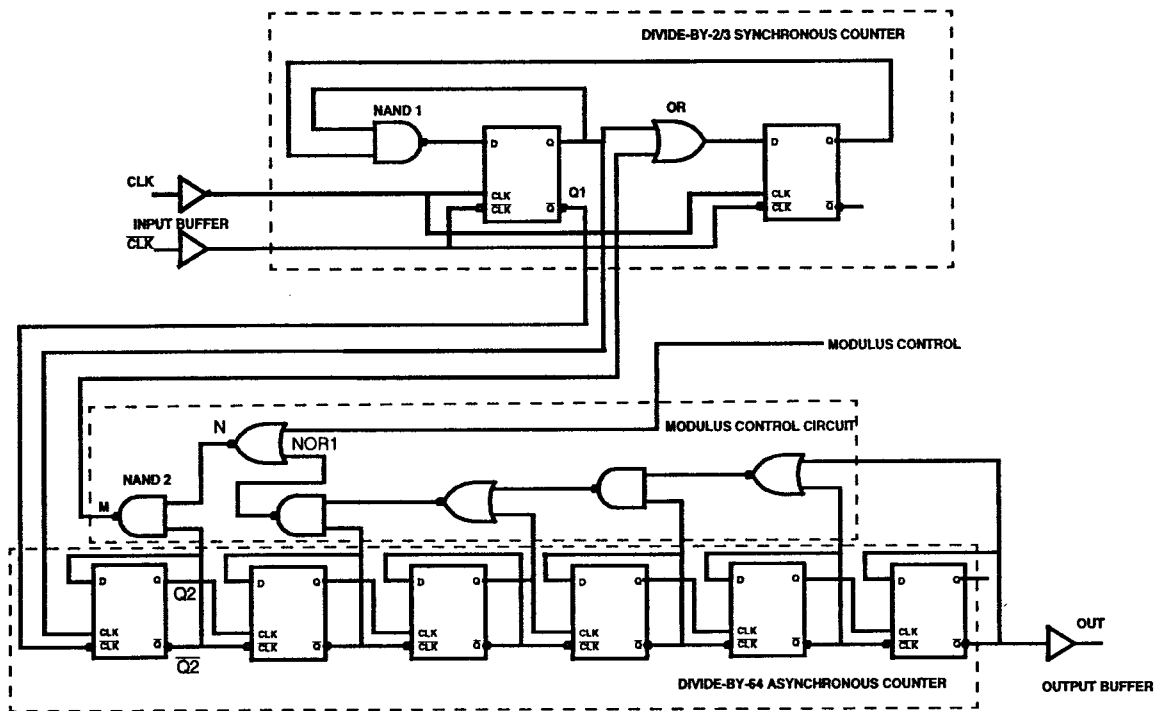 DIVIDE-BY-2/3 SYNCHRONOUS COUNTER
NAND 1
OR
D
Q
D
Q
CLK
CLK
CLK
Q1
CLK
CLK
Q
Q
INPUT BUFFER
CLK
MODULUS CONTROL
N
MODULUS CONTROL CIRCUIT
NOR1
NAND 2
M
D
Q
D
Q
D
Q
D
Q
D
Q
D
Q
Q2
CLK
CLK
Q
CLK
CLK
Q
CLK
CLK
Q
CLK
CLK
Q
CLK
CLK
Q
CLK
CLK
Q
Q2
OUT
DIVIDE-BY-64 ASYNCHRONOUS COUNTER
OUTPUT BUFFER